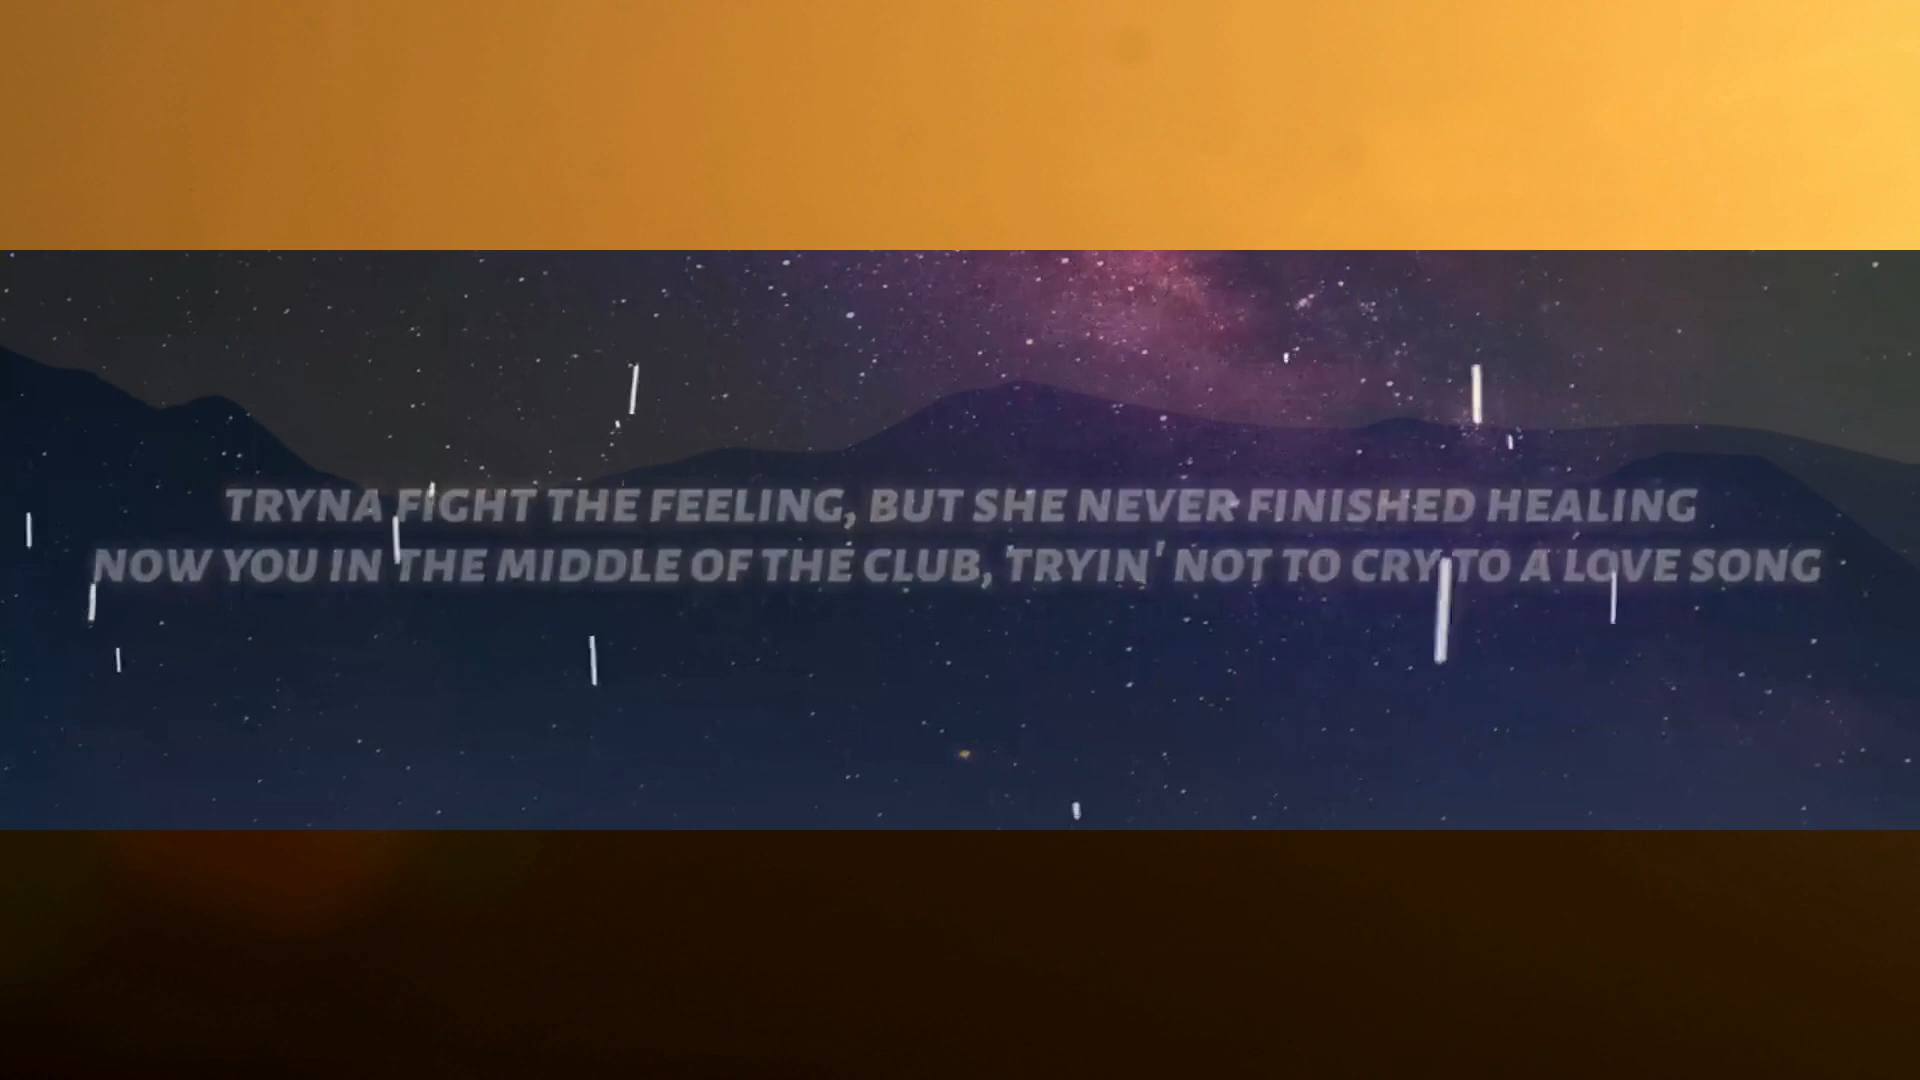 TRYNA FIGHT THE FEELING, BUT SHE NEVER FINISHED HEALING
NOW YOU IN THE MIDDLE OF THE CLUB, TRYIN' NOT TO CRY TO A LOVE SONG